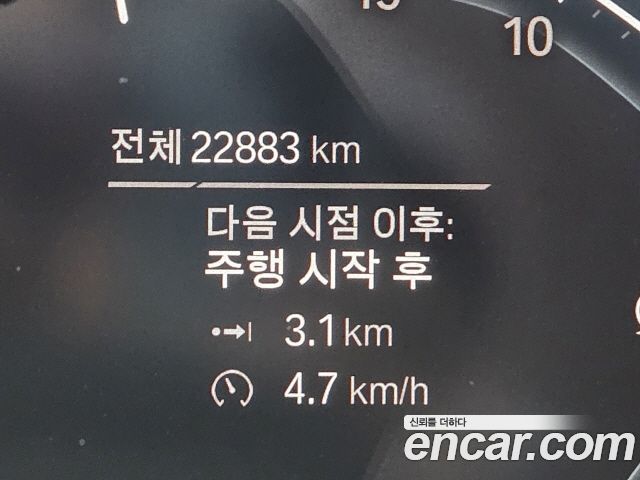 10
전체 22883 km
다음 시점 이후:
주행 시작 후
3.1 km
4.7 km/h
신뢰를 더하다
encar.com